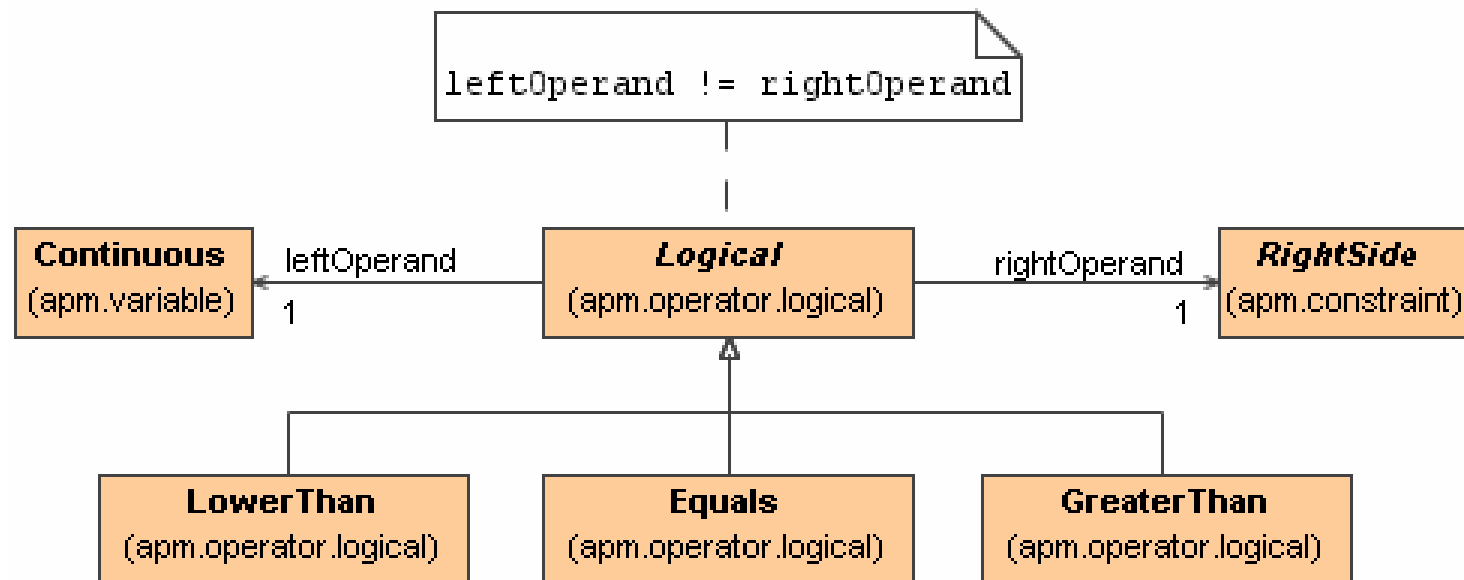 leftOperand != rightOperand
Continuous
(apm.variable)
leftOperand
1
Logical
(apm.operator.logical)
rightOperand
1
RightSide
(apm.constraint)
LowerThan
(apm.operator.logical)
Equals
(apm.operator.logical)
GreaterThan
(apm.operator.logical)